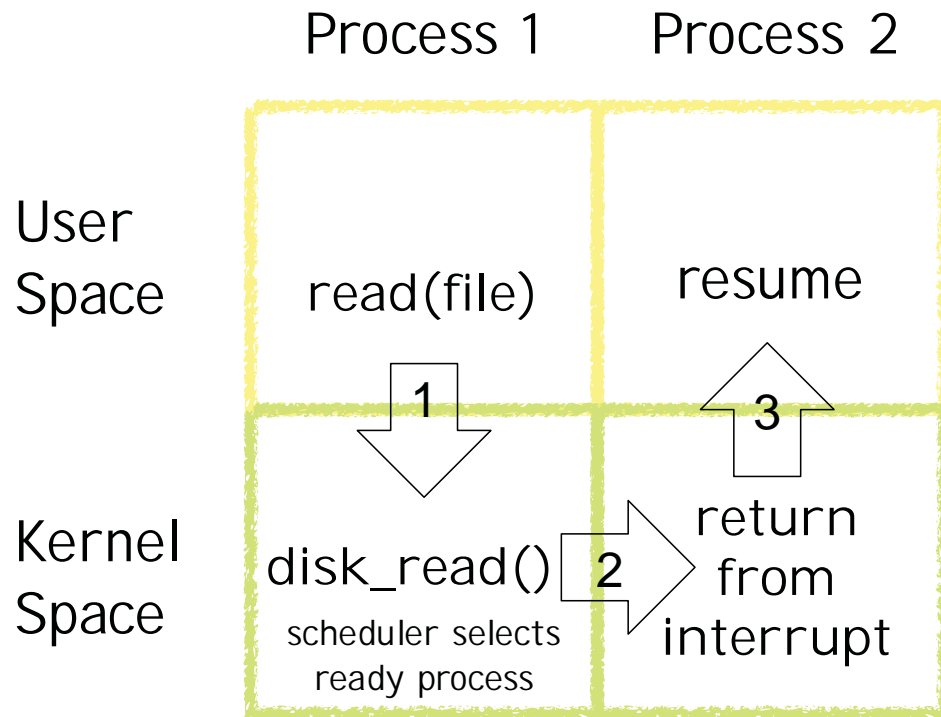 Process 1
Process 2
User
Space
read(file)
resume
1
3
Kernel
Space
disk_read()
scheduler selects
ready process
2
return
from
interrupt